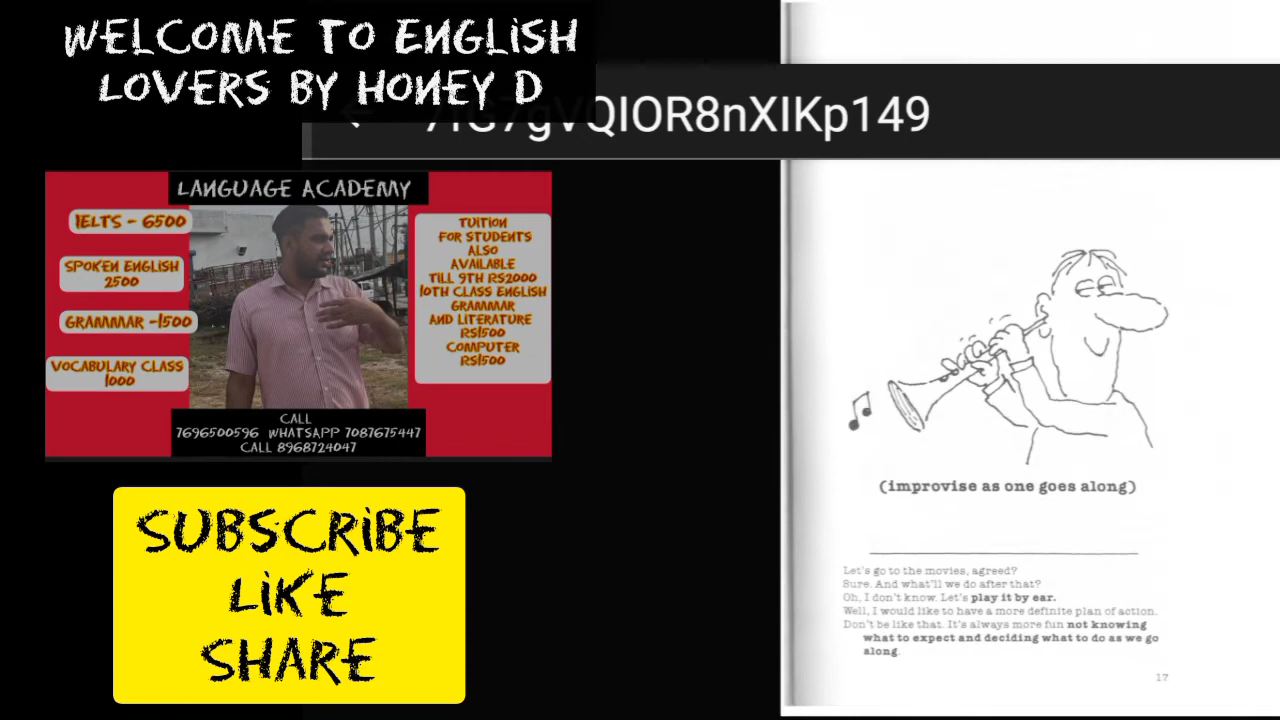 WELCOME TO ENGLISH
LOVERS BY HONEY D
QIOR8nXIKp149
LANGUAGE ACADEMY
IELTS - 6500
SPOKEN ENGLISH
2500
GRAMMAR -1500
VOCABULARY CLASS
1000
TUITION
FOR STUDENTS
ALSO
AVAILABLE
TILL 9TH RS2000
10TH CLASS ENGLISH
GRAMMAR
AND LITERATURE
RS1500
COMPUTER
RS1500
CALL
7696500596 WHATSAPP 7087675447
CALL 8968724047
SUBSCRIBE
LIKE
SHARE
(improvise as one goes along)
Let's go to the movies, agreed?
Sure. And what'll we do after that?
Oh, I don't know. Let's play it by ear.
Well, I would like to have a more definite plan of action.
Don't be like that. It's always more fun not knowing
what to expect and deciding what to do as we go
along.
17